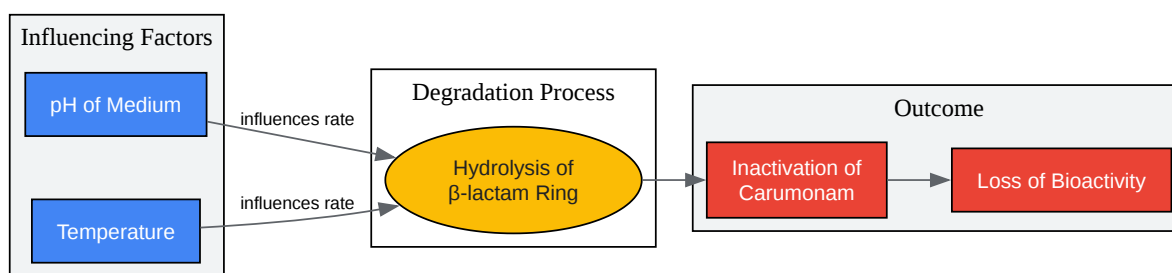 Influencing Factors
pH of Medium
influences rate
Temperature
influences rate
Degradation Process
Hydrolysis of
β-lactam Ring
Outcome
Inactivation of
Carumonam
Loss of Bioactivity